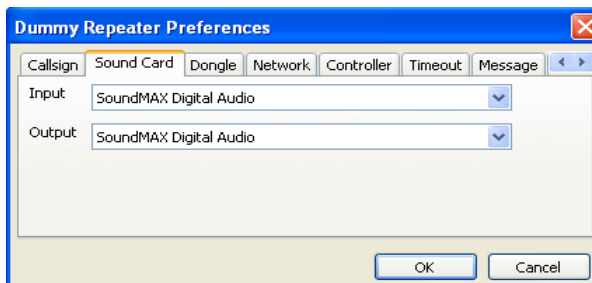 Dummy Repeater Preferences
Callsign Sound Card Dongle Network Controller Timeout Message
Input SoundMAX Digital Audio
Output SoundMAX Digital Audio
OK Cancel